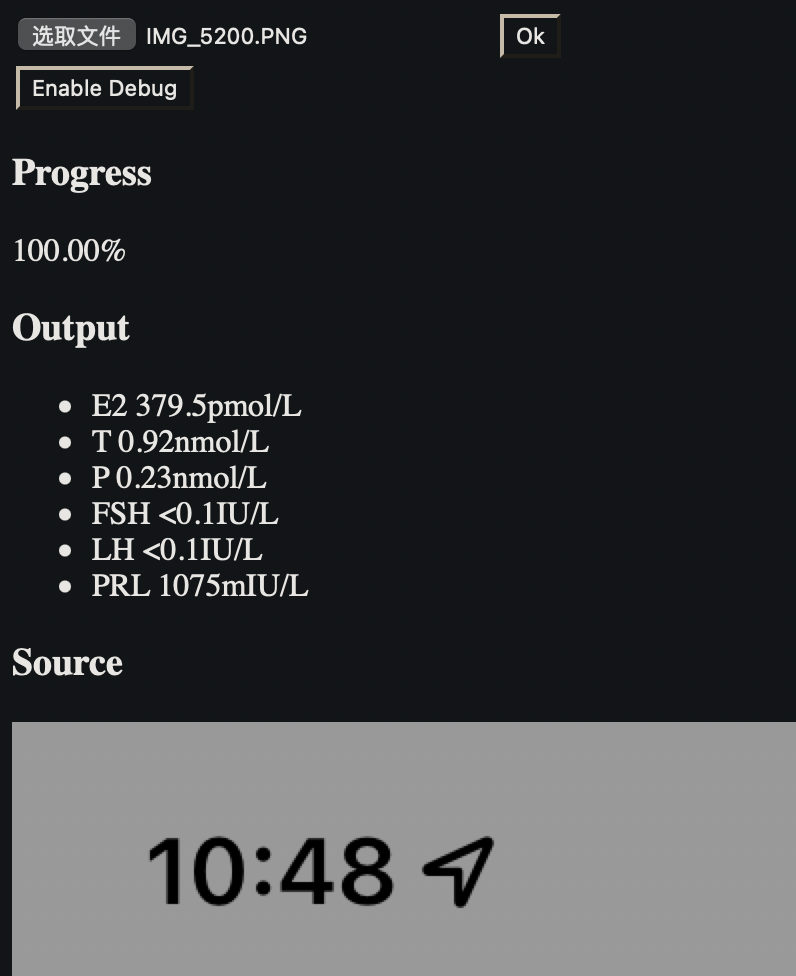 选取文件 IMG_5200.PNG Ok
Enable Debug
Progress
100.00%
Output
• E2 379.5pmol/L
• T 0.92nmol/L
• P 0.23nmol/L
• FSH <0.1IU/L
• LH <0.1IU/L
• PRL 1075mIU/L
Source
10:48